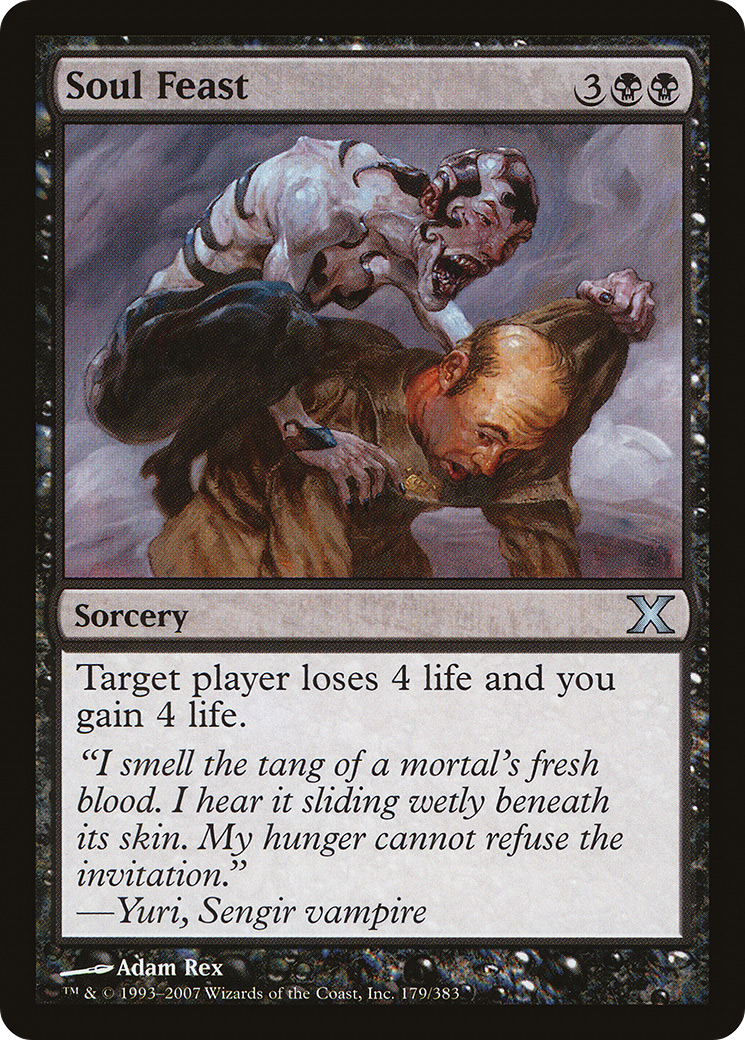 Soul Feast 3
Sorcery
Target player loses 4 life and you
gain 4 life.
“I smell the tang of a mortal’s fresh
blood. I hear it sliding wetly beneath
its skin. My hunger cannot refuse the
invitation.”
—Yuri, Sengir vampire
Adam Rex
™ & © 1993–2007 Wizards of the Coast, Inc. 179/383